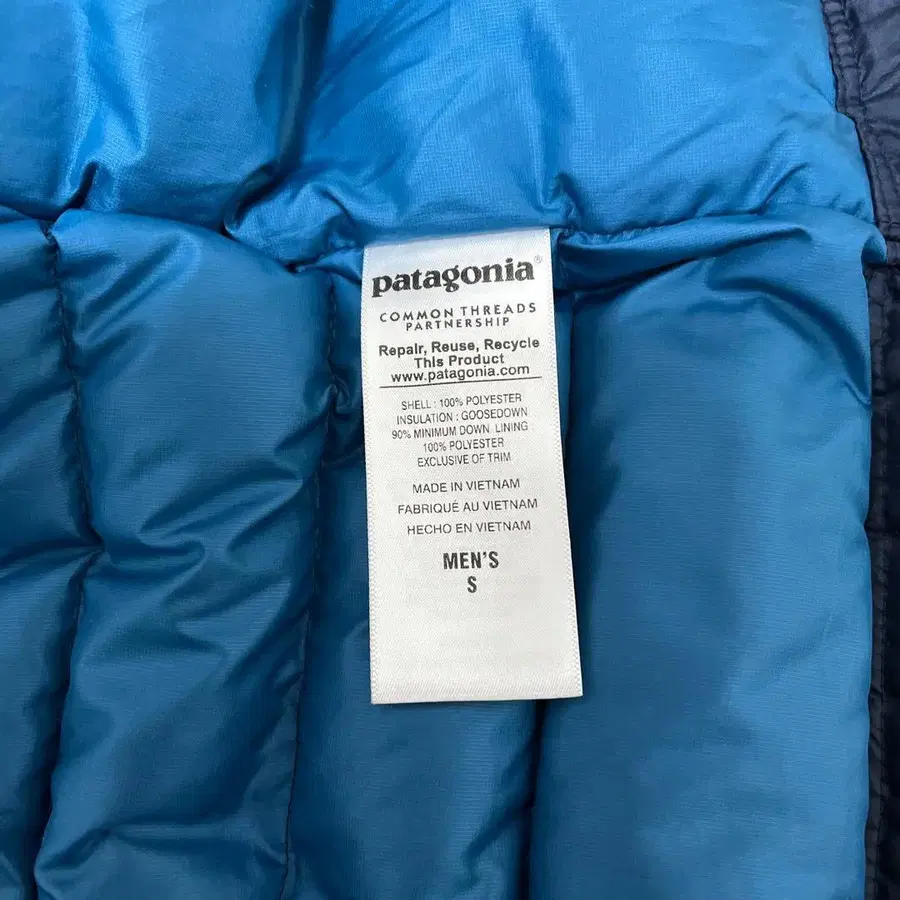 patagonia®
COMMON THREADS
PARTNERSHIP
Repair, Reuse, Recycle
This Product
www.patagonia.com
SHELL : 100% POLYESTER
INSULATION : GOOSEDOWN
90% MINIMUM DOWN. LINING :
100% POLYESTER
EXCLUSIVE OF TRIM
MADE IN VIETNAM
FABRIQUÉ AU VIETNAM
HECHO EN VIETNAM
MEN'S
S